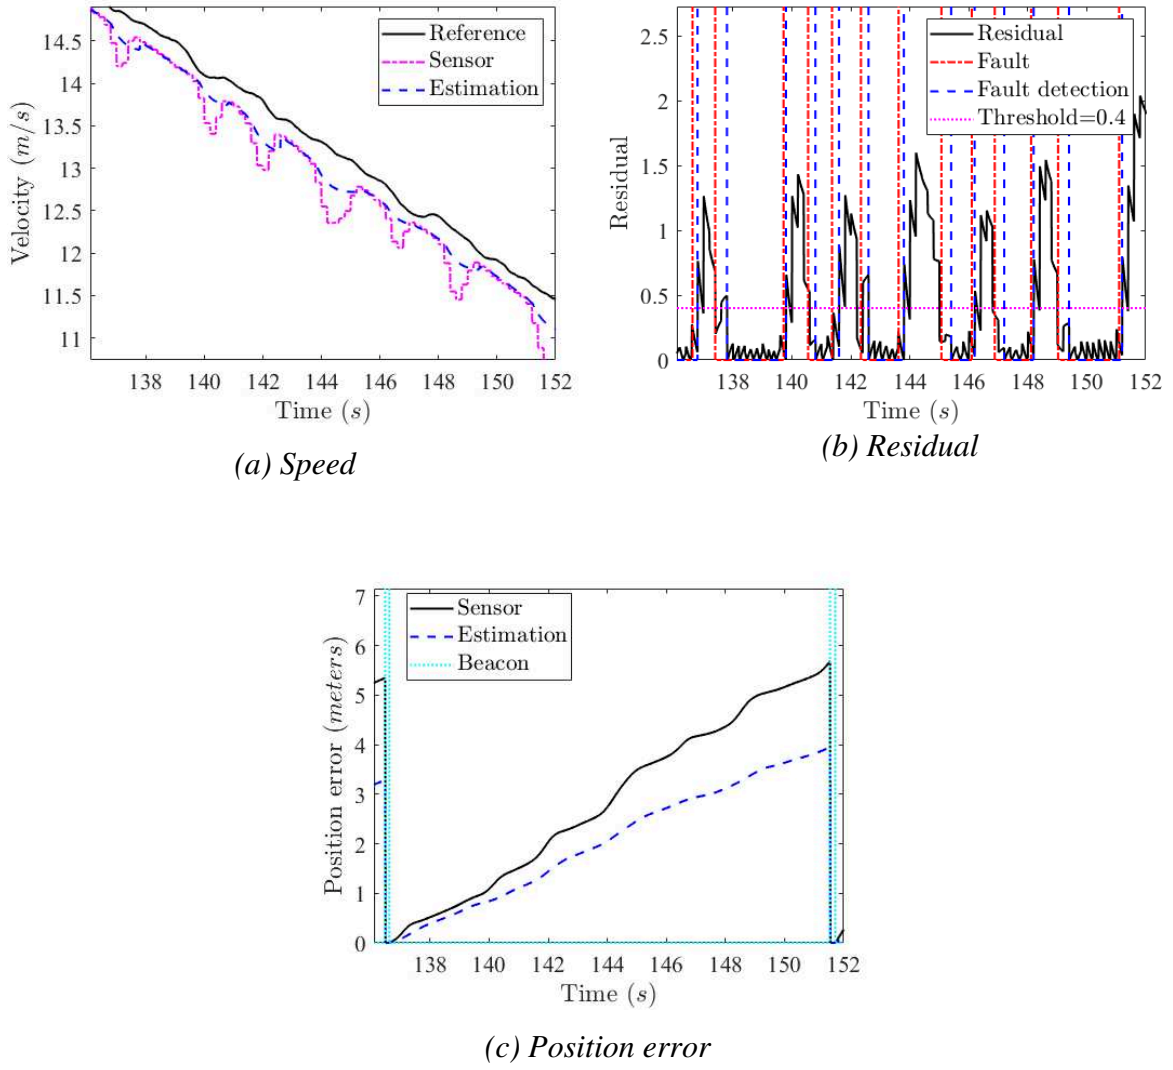 14.5
14
13.5
13
12.5
12
11.5
11
Velocity (m/s)
Reference
Sensor
Estimation
138 140 142 144 146 148 150 152
Time (s)
(a) Speed
2.5
2
1.5
1
0.5
0
Residual
Residual
Fault
Fault detection
Threshold=0.4
138 140 142 144 146 148 150 152
Time (s)
(b) Residual
7
6
5
4
3
2
1
0
Position error (meters)
Sensor
Estimation
Beacon
138 140 142 144 146 148 150 152
Time (s)
(c) Position error